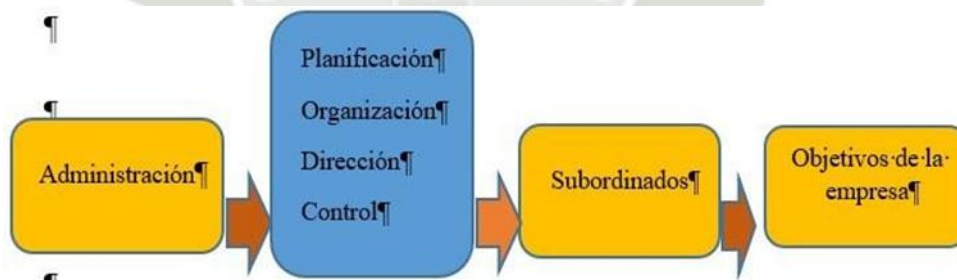 ¶
¶
Administración¶
¶
Planificación¶
Organización¶
Dirección¶
Control¶
Subordinados¶
Objetivos·de·la·
empresa¶